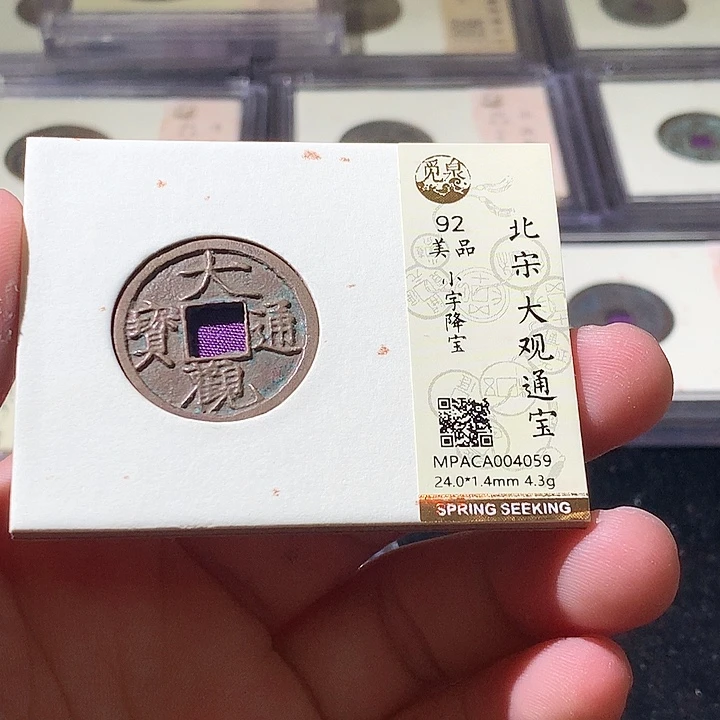 大
觀
通
寶
觅泉
92
美品
小字降宝
北宋 大观通宝
MPACA004059
24.0*1.4mm 4.3g
SPRING SEEKING